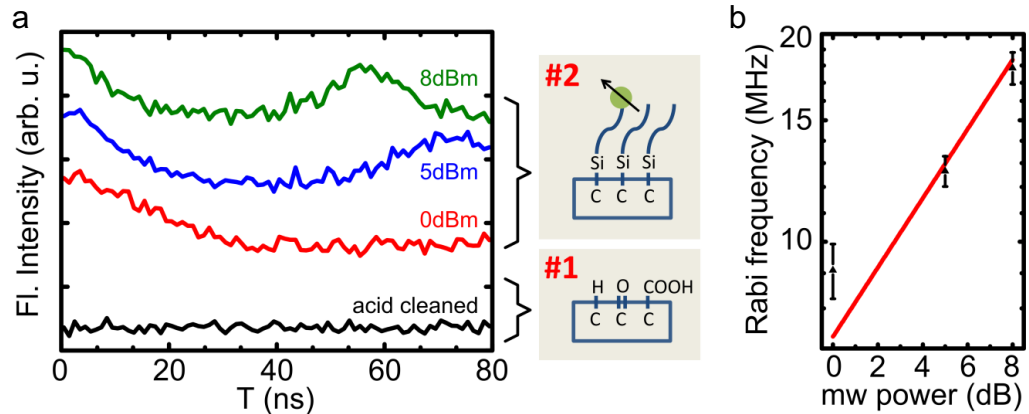 a
Fl. Intensity (arb. u.)
8dBm
5dBm
0dBm
acid cleaned
0 20 40 60 80
T (ns)
#2
Si Si Si
C C C
#1
H O COOH
C C C
b
Rabi frequency (MHz)
20
15
10
0 2 4 6 8
mw power (dB)